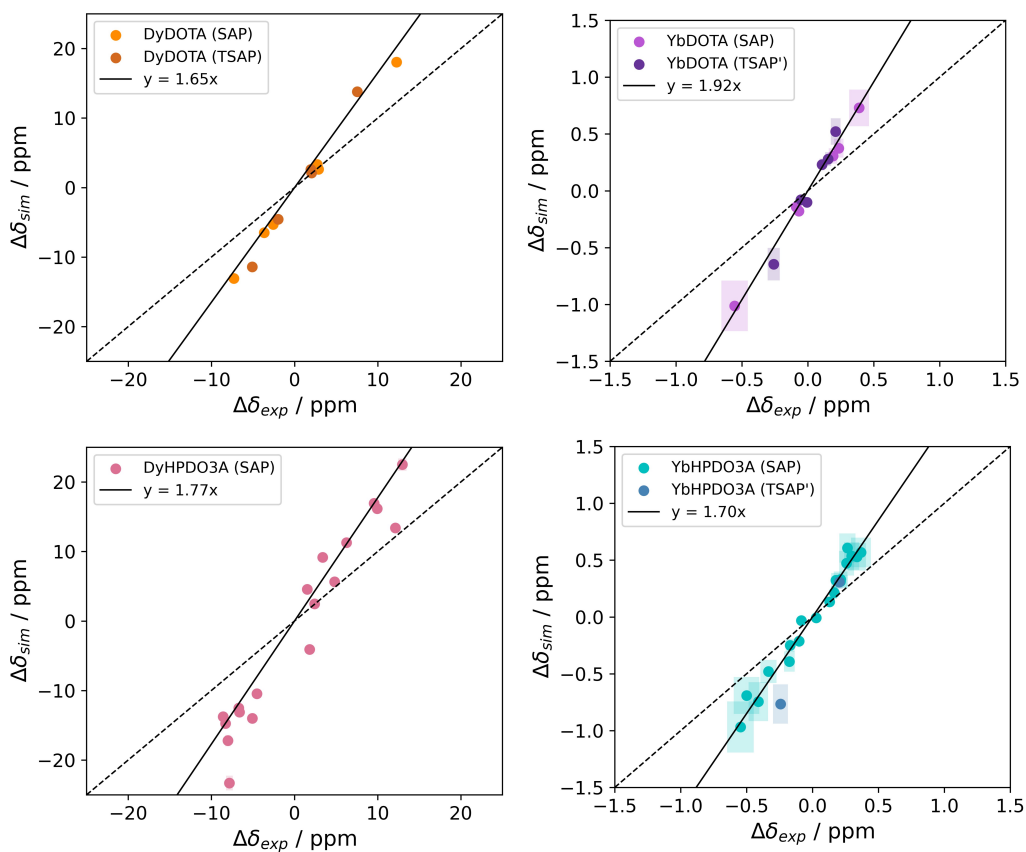 DyDOTA (SAP)
DyDOTA (TSAP)
y = 1.65x
20
10
0
−10
−20
−20 −10 0 10 20
Δδsim / ppm
Δδexp / ppm
YbDOTA (SAP)
YbDOTA (TSAP')
y = 1.92x
1.5
1.0
0.5
0.0
−0.5
−1.0
−1.5
−1.5 −1.0 −0.5 0.0 0.5 1.0 1.5
Δδsim / ppm
Δδexp / ppm
DyHPDO3A (SAP)
y = 1.77x
20
10
0
−10
−20
−20 −10 0 10 20
Δδsim / ppm
Δδexp / ppm
YbHPDO3A (SAP)
YbHPDO3A (TSAP')
y = 1.70x
1.5
1.0
0.5
0.0
−0.5
−1.0
−1.5
−1.5 −1.0 −0.5 0.0 0.5 1.0 1.5
Δδsim / ppm
Δδexp / ppm